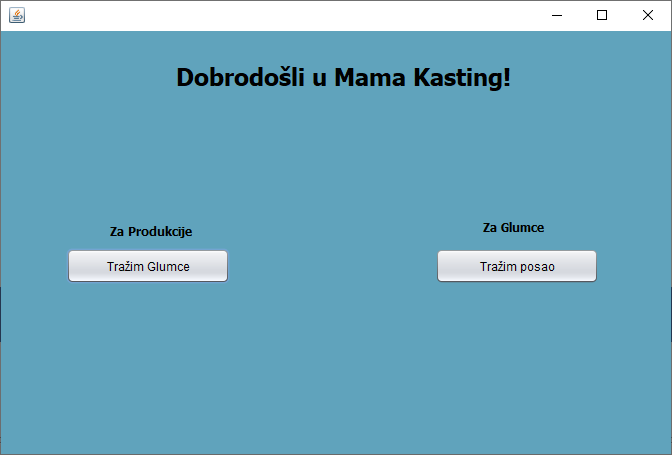 Dobrodošli u Mama Kasting!
Za Produkcije
Za Glumce
Tražim Glumce
Tražim posao